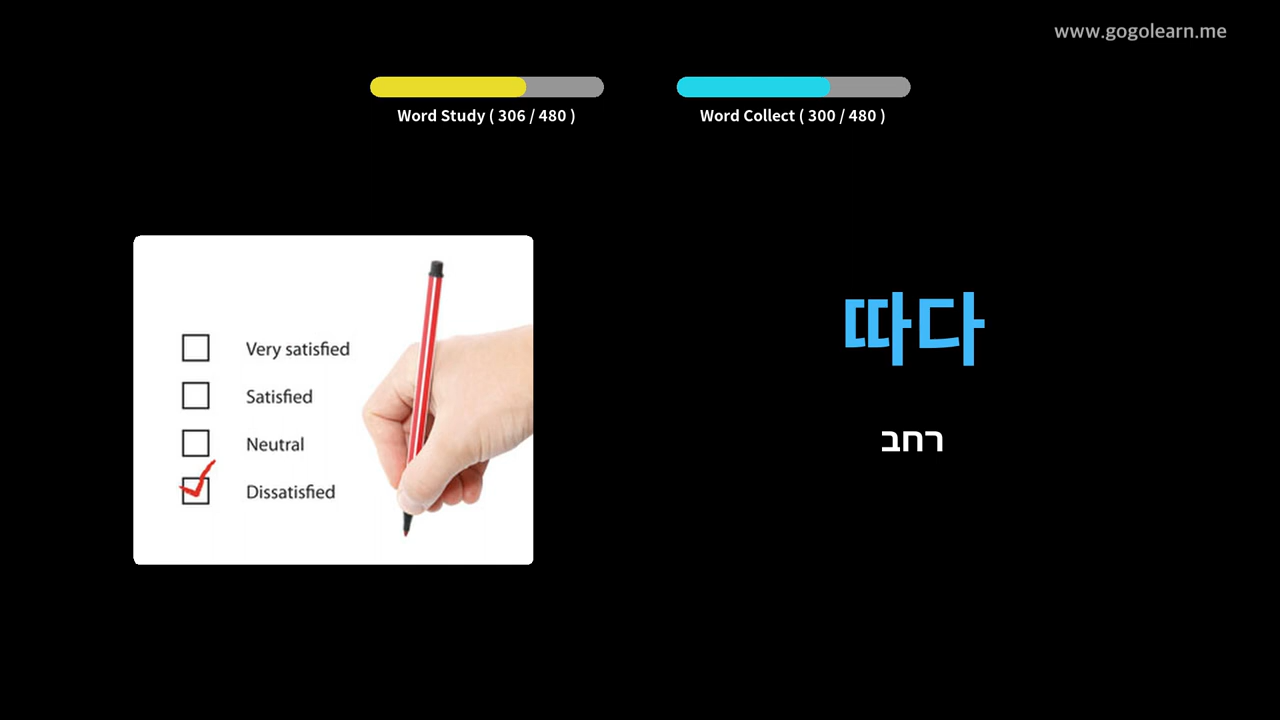 www.gogolearn.me
Word Study ( 306 / 480 )
Word Collect ( 300 / 480 )
Very satisfied
Satisfied
Neutral
Dissatisfied
따다
רחב